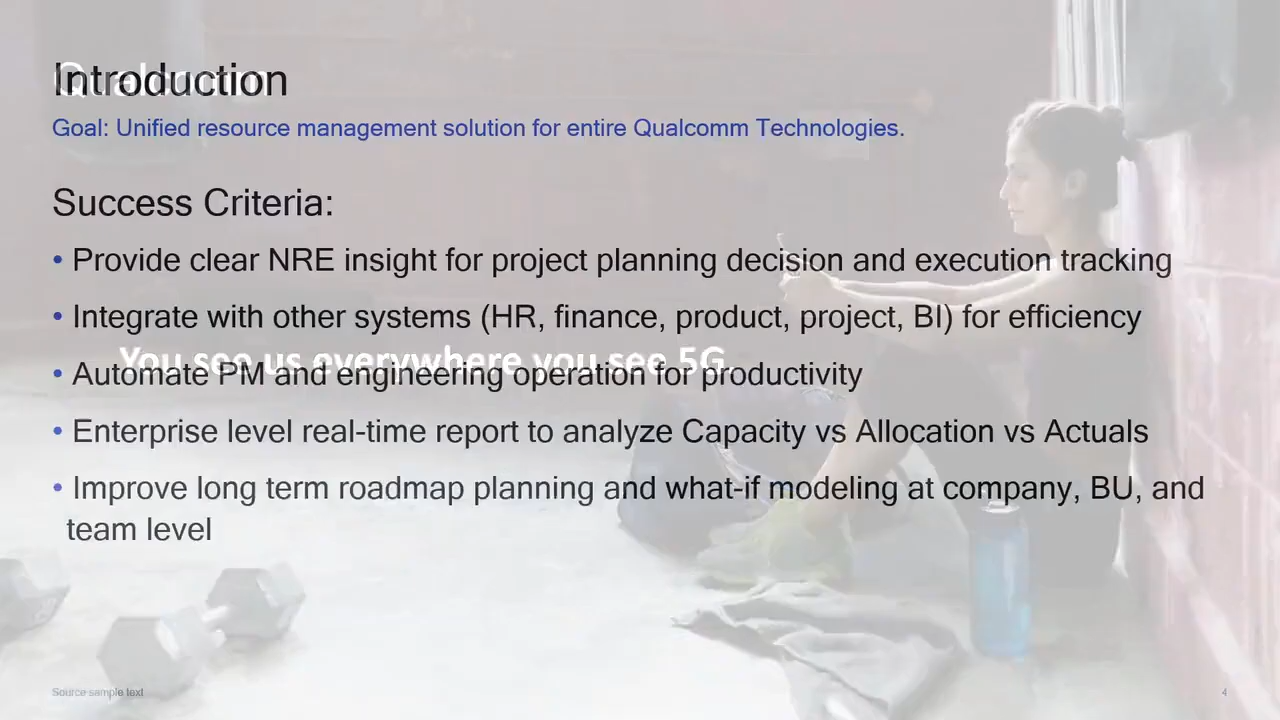 Qualcomm
Introduction
Goal: Unified resource management solution for entire Qualcomm Technologies.
Success Criteria:
• Provide clear NRE insight for project planning decision and execution tracking
• Integrate with other systems (HR, finance, product, project, BI) for efficiency
You see us everywhere you see 5G.
• Automate PM and engineering operation for productivity
• Enterprise level real-time report to analyze Capacity vs Allocation vs Actuals
• Improve long term roadmap planning and what-if modeling at company, BU, and
team level
Source sample text
4